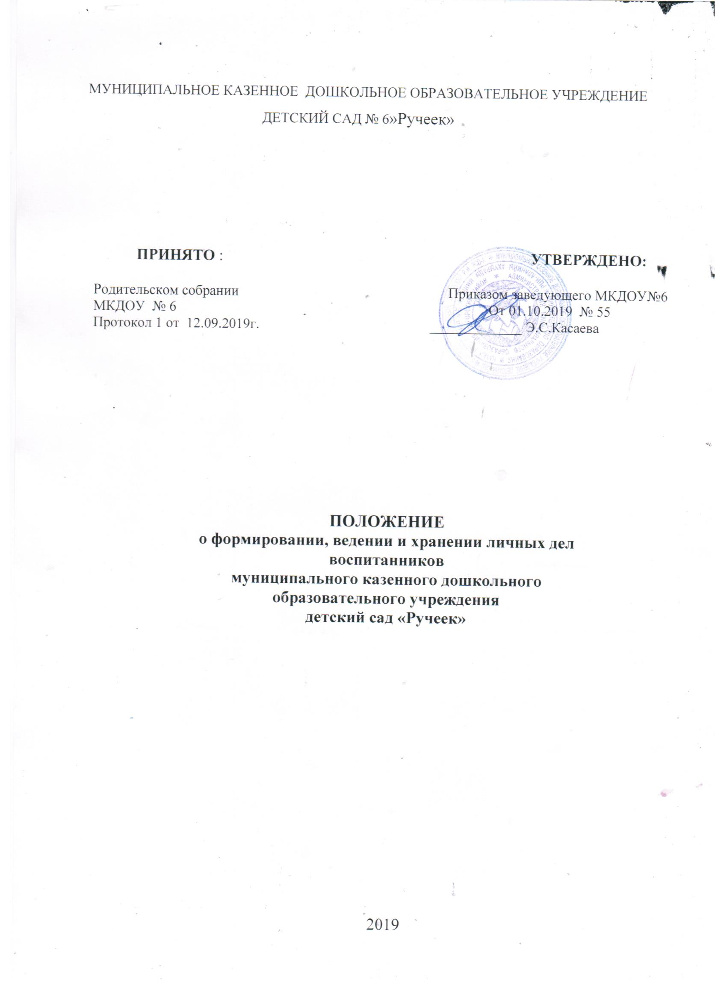 МУНИЦИПАЛЬНОЕ КАЗЕННОЕ ДОШКОЛЬНОЕ ОБРАЗОВАТЕЛЬНОЕ УЧРЕЖДЕНИЕ
ДЕТСКИЙ САД № 6»Ручеек»
ПРИНЯТО :
Родительском собрании
МКДОУ № 6
Протокол 1 от 12.09.2019г.
УТВЕРЖДЕНО:
Приказом заведующего МКДОУ№6
От 01.10.2019 № 55
_____________ Э.С.Касаева
ПОЛОЖЕНИЕ
о формировании, ведении и хранении личных дел
воспитанников
муниципального казенного дошкольного
образовательного учреждения
детский сад «Ручеек»
2019